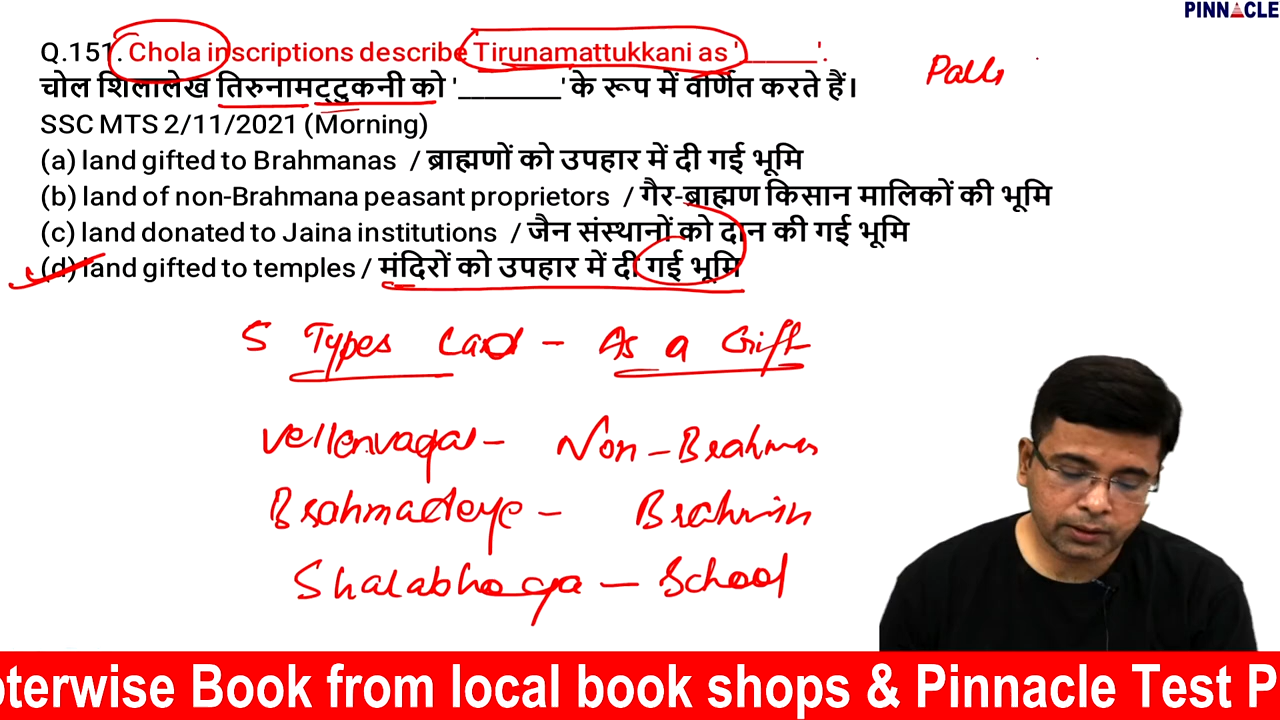 PINNACLE
Q.151. Chola inscriptions describe Tirunamattukkani as '______'.
चोल शिलालेख तिरुनामट्टुकनी को '________' के रूप में वर्णित करते हैं।
SSC MTS 2/11/2021 (Morning)
(a) land gifted to Brahmanas / ब्राह्मणों को उपहार में दी गई भूमि
(b) land of non-Brahmana peasant proprietors / गैर-ब्राह्मण किसान मालिकों की भूमि
(c) land donated to Jaina institutions / जैन संस्थानों को दान की गई भूमि
(d) land gifted to temples / मंदिरों को उपहार में दी गई भूमि
5 Types Land - As a Gift
- Non-Brahmin
- Brahmin
Shalabhoga - School
pterwise Book from local book shops & Pinnacle Test P